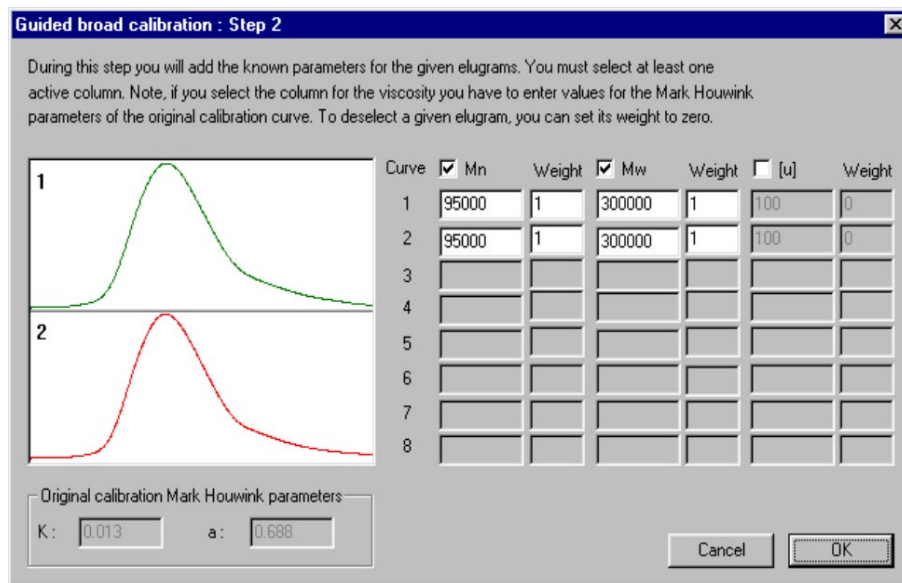 Guided broad calibration : Step 2
During this step you will add the known parameters for the given elugrams. You must select at least one
active column. Note, if you select the column for the viscosity you have to enter values for the Mark Houwink
parameters of the original calibration curve. To deselect a given elugram, you can set its weight to zero.
Curve Mn Weight Mw Weight [u] Weight
1
1 95000 1 300000 1 100 0
2 95000 1 300000 1 100 0
3
4
2
5
6
7
8
Original calibration Mark Houwink parameters
K : 0.013 a : 0.688
Cancel OK